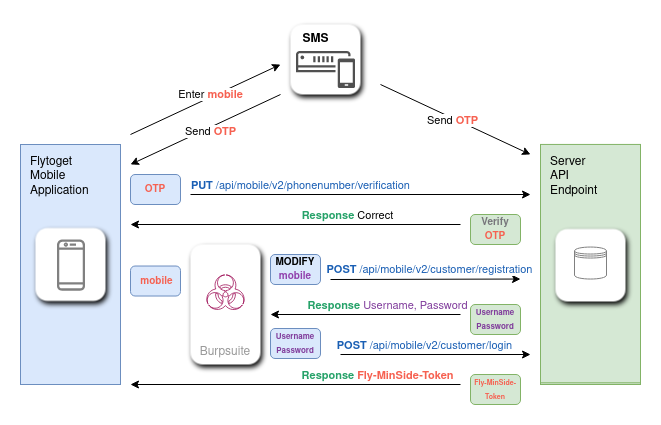 SMS
Enter mobile
Send OTP
Send OTP
Flytoget
Mobile
Application
Server
API
Endpoint
OTP
PUT /api/mobile/v2/phonenumber/verification
Response Correct
Verify
OTP
mobile
MODIFY
mobile
POST /api/mobile/v2/customer/registration
Response Username, Password
Username
Password
Username
Password
POST /api/mobile/v2/customer/login
Burpsuite
Response Fly-MinSide-Token
Fly-MinSide-
Token